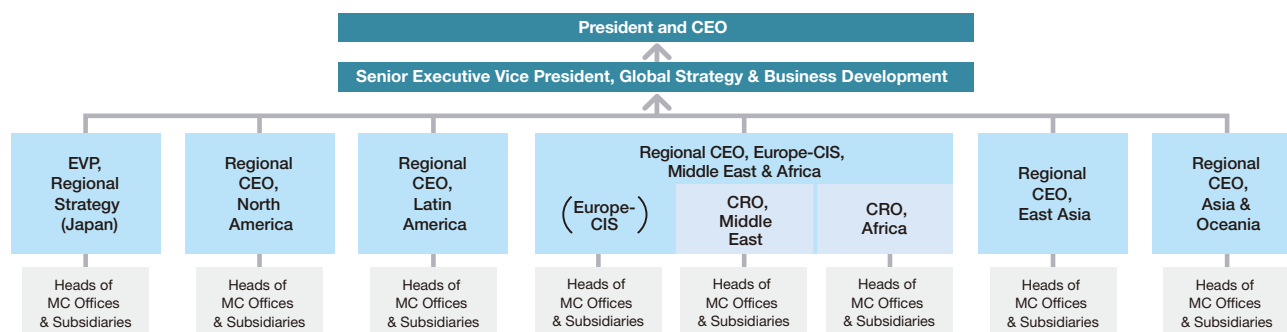 President and CEO
Senior Executive Vice President, Global Strategy & Business Development
EVP,
Regional
Strategy
(Japan)
Regional
CEO,
North
America
Regional
CEO,
Latin
America
Regional CEO, Europe-CIS,
Middle East & Africa
(Europe-
CIS)
CRO,
Middle
East
CRO,
Africa
Regional
CEO,
East Asia
Regional
CEO,
Asia &
Oceania
Heads of
MC Offices
& Subsidiaries
Heads of
MC Offices
& Subsidiaries
Heads of
MC Offices
& Subsidiaries
Heads of
MC Offices
& Subsidiaries
Heads of
MC Offices
& Subsidiaries
Heads of
MC Offices
& Subsidiaries
Heads of
MC Offices
& Subsidiaries
Heads of
MC Offices
& Subsidiaries